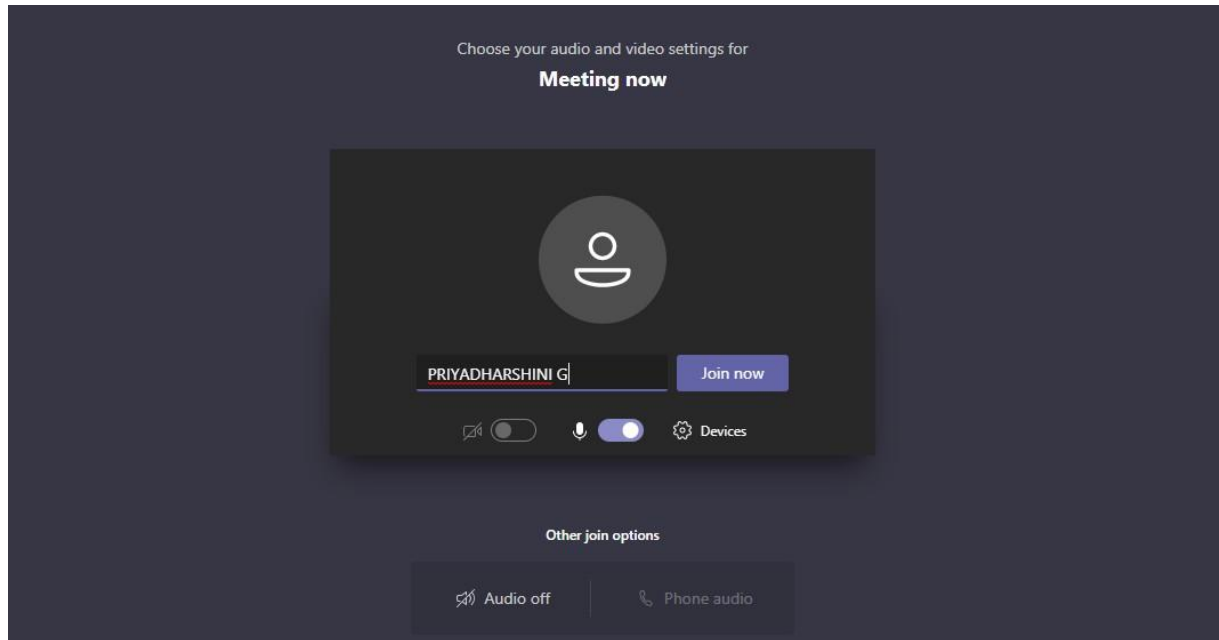 Choose your audio and video settings for
Meeting now
PRIYADHARSHINI G
Join now
Devices
Other join options
Audio off
Phone audio